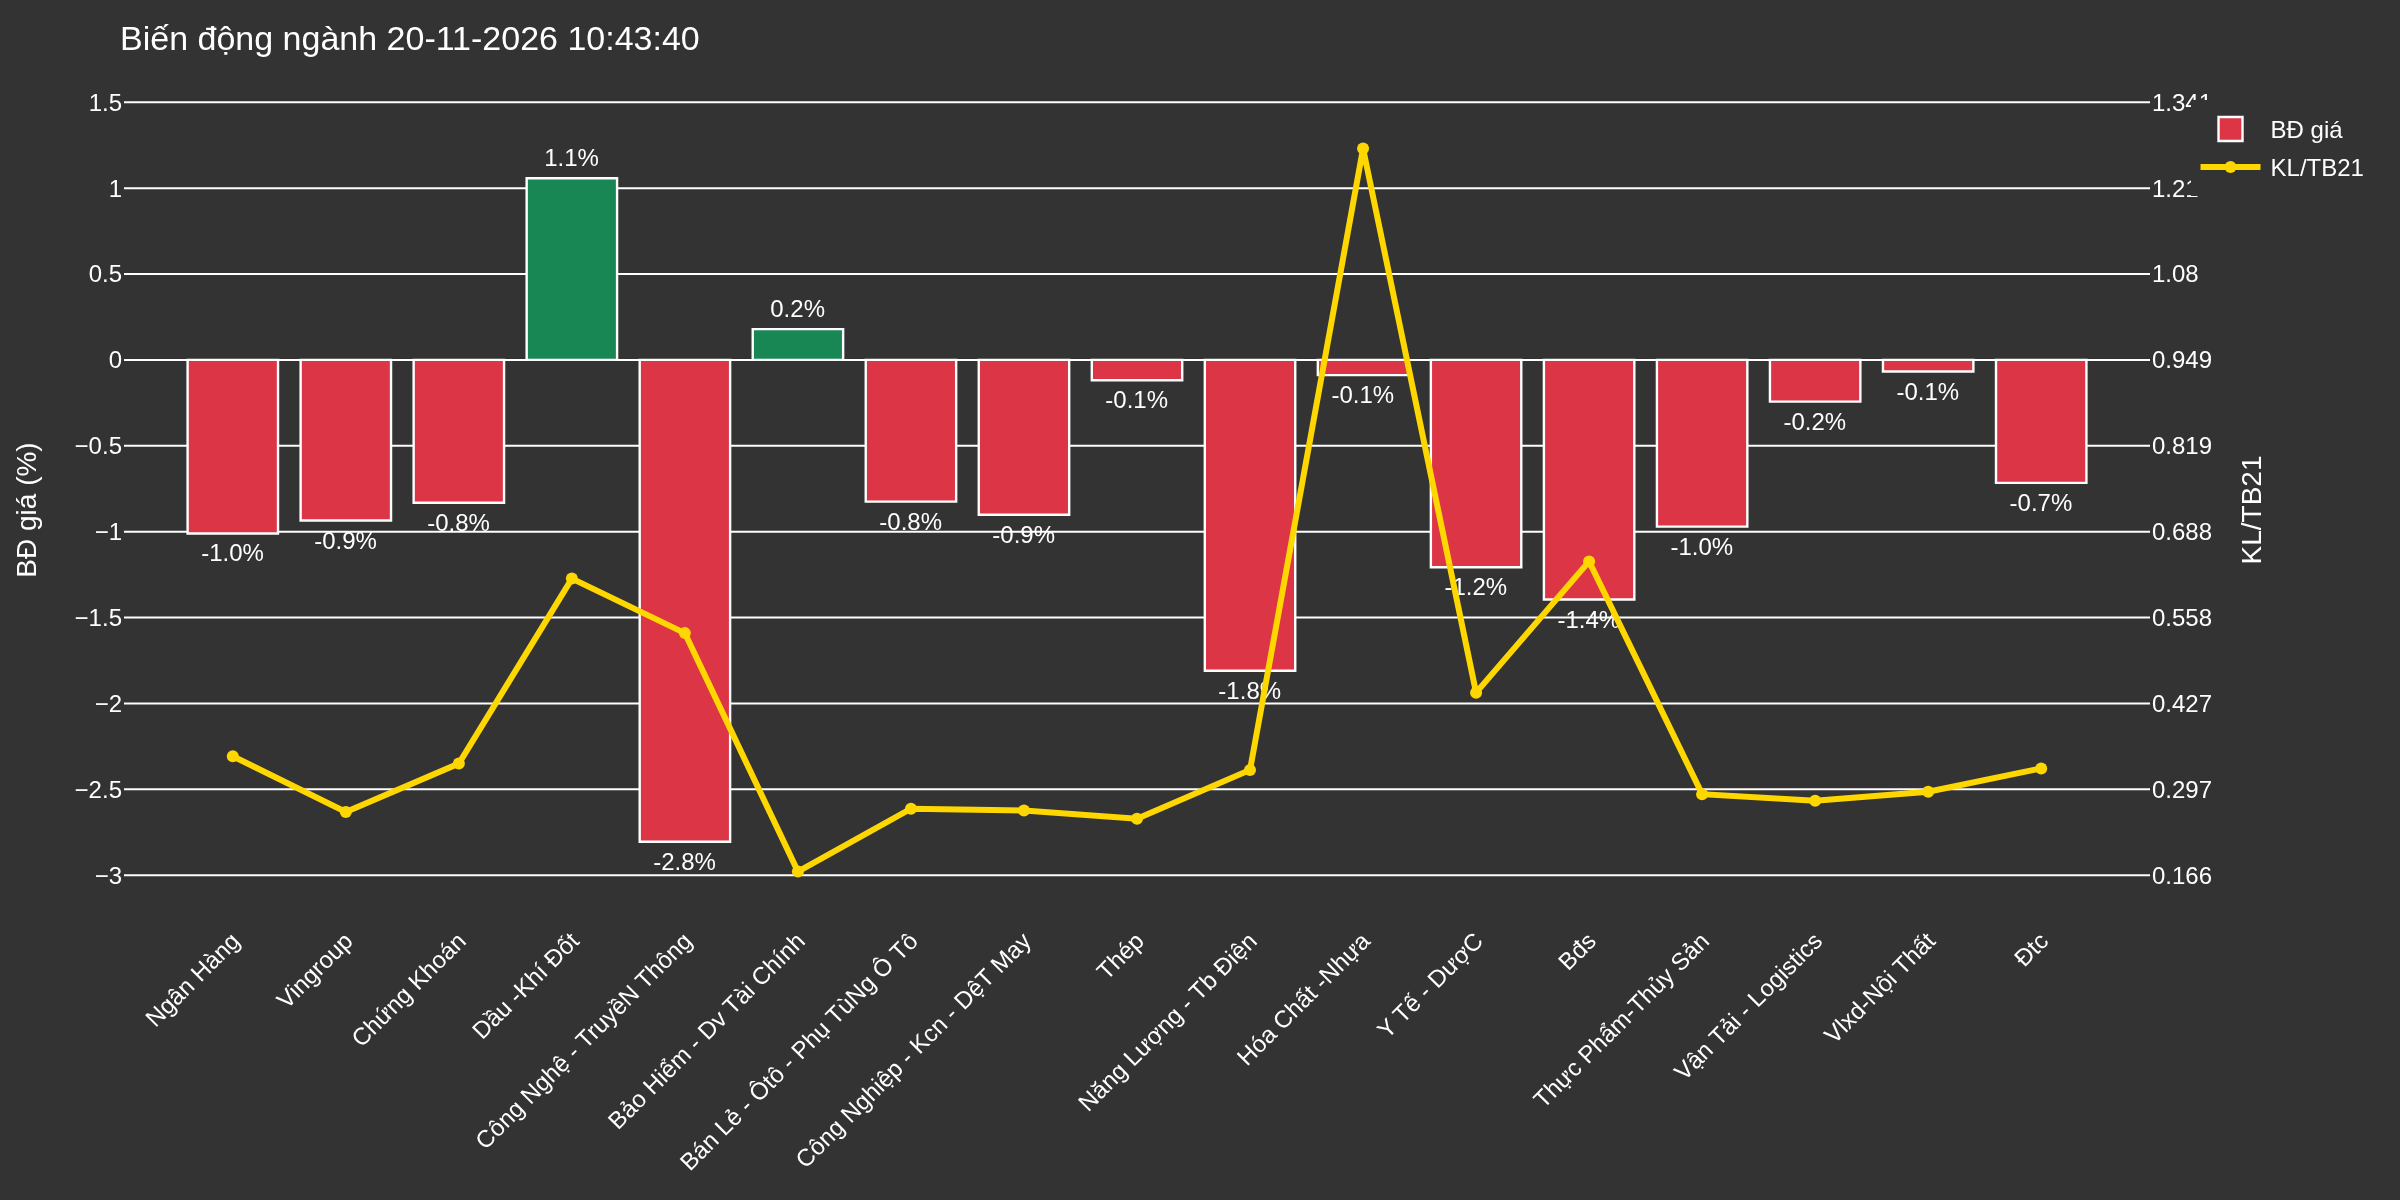 Biến động ngành 20-11-2026 10:43:40
BĐ giá
KL/TB21
1.5
1
0.5
0
−0.5
−1
−1.5
−2
−2.5
−3
BĐ giá (%)
-1.0%
-0.9%
-0.8%
1.1%
-2.8%
0.2%
-0.8%
-0.9%
-0.1%
-1.8%
-0.1%
-1.2%
-1.4%
-1.0%
-0.2%
-0.1%
-0.7%
1.08
0.949
0.819
0.688
0.558
0.427
0.297
0.166
KL/TB21
Ngân Hàng
Vingroup
Chứng Khoán
Dầu -Khí Đốt
Công Nghệ - TruyềN Thông
Bảo Hiểm - Dv Tài Chính
Bán Lẻ - Ôtô - Phụ TùNg Ô Tô
Công Nghiệp - Kcn - DệT May
Thép
Năng Lượng - Tb Điện
Hóa Chất -Nhựa
Y Tế - DượC
Bđs
Thực Phẩm-Thủy Sản
Vận Tải - Logistics
Vlxd-Nội Thất
Đtc